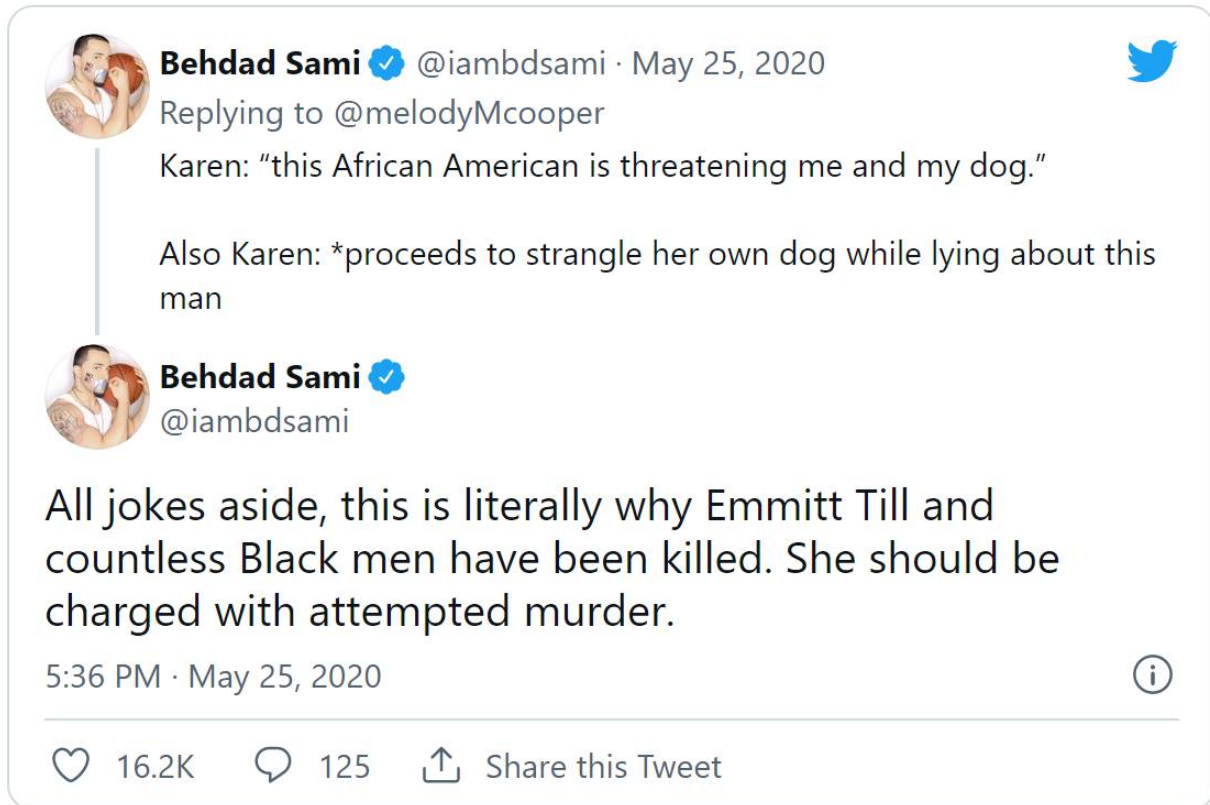 Behdad Sami @iambdsami · May 25, 2020
Replying to @melodyMcooper
Karen: “this African American is threatening me and my dog.”
Also Karen: *proceeds to strangle her own dog while lying about this
man
Behdad Sami
@iambdsami
All jokes aside, this is literally why Emmitt Till and
countless Black men have been killed. She should be
charged with attempted murder.
5:36 PM · May 25, 2020
16.2K 125 Share this Tweet